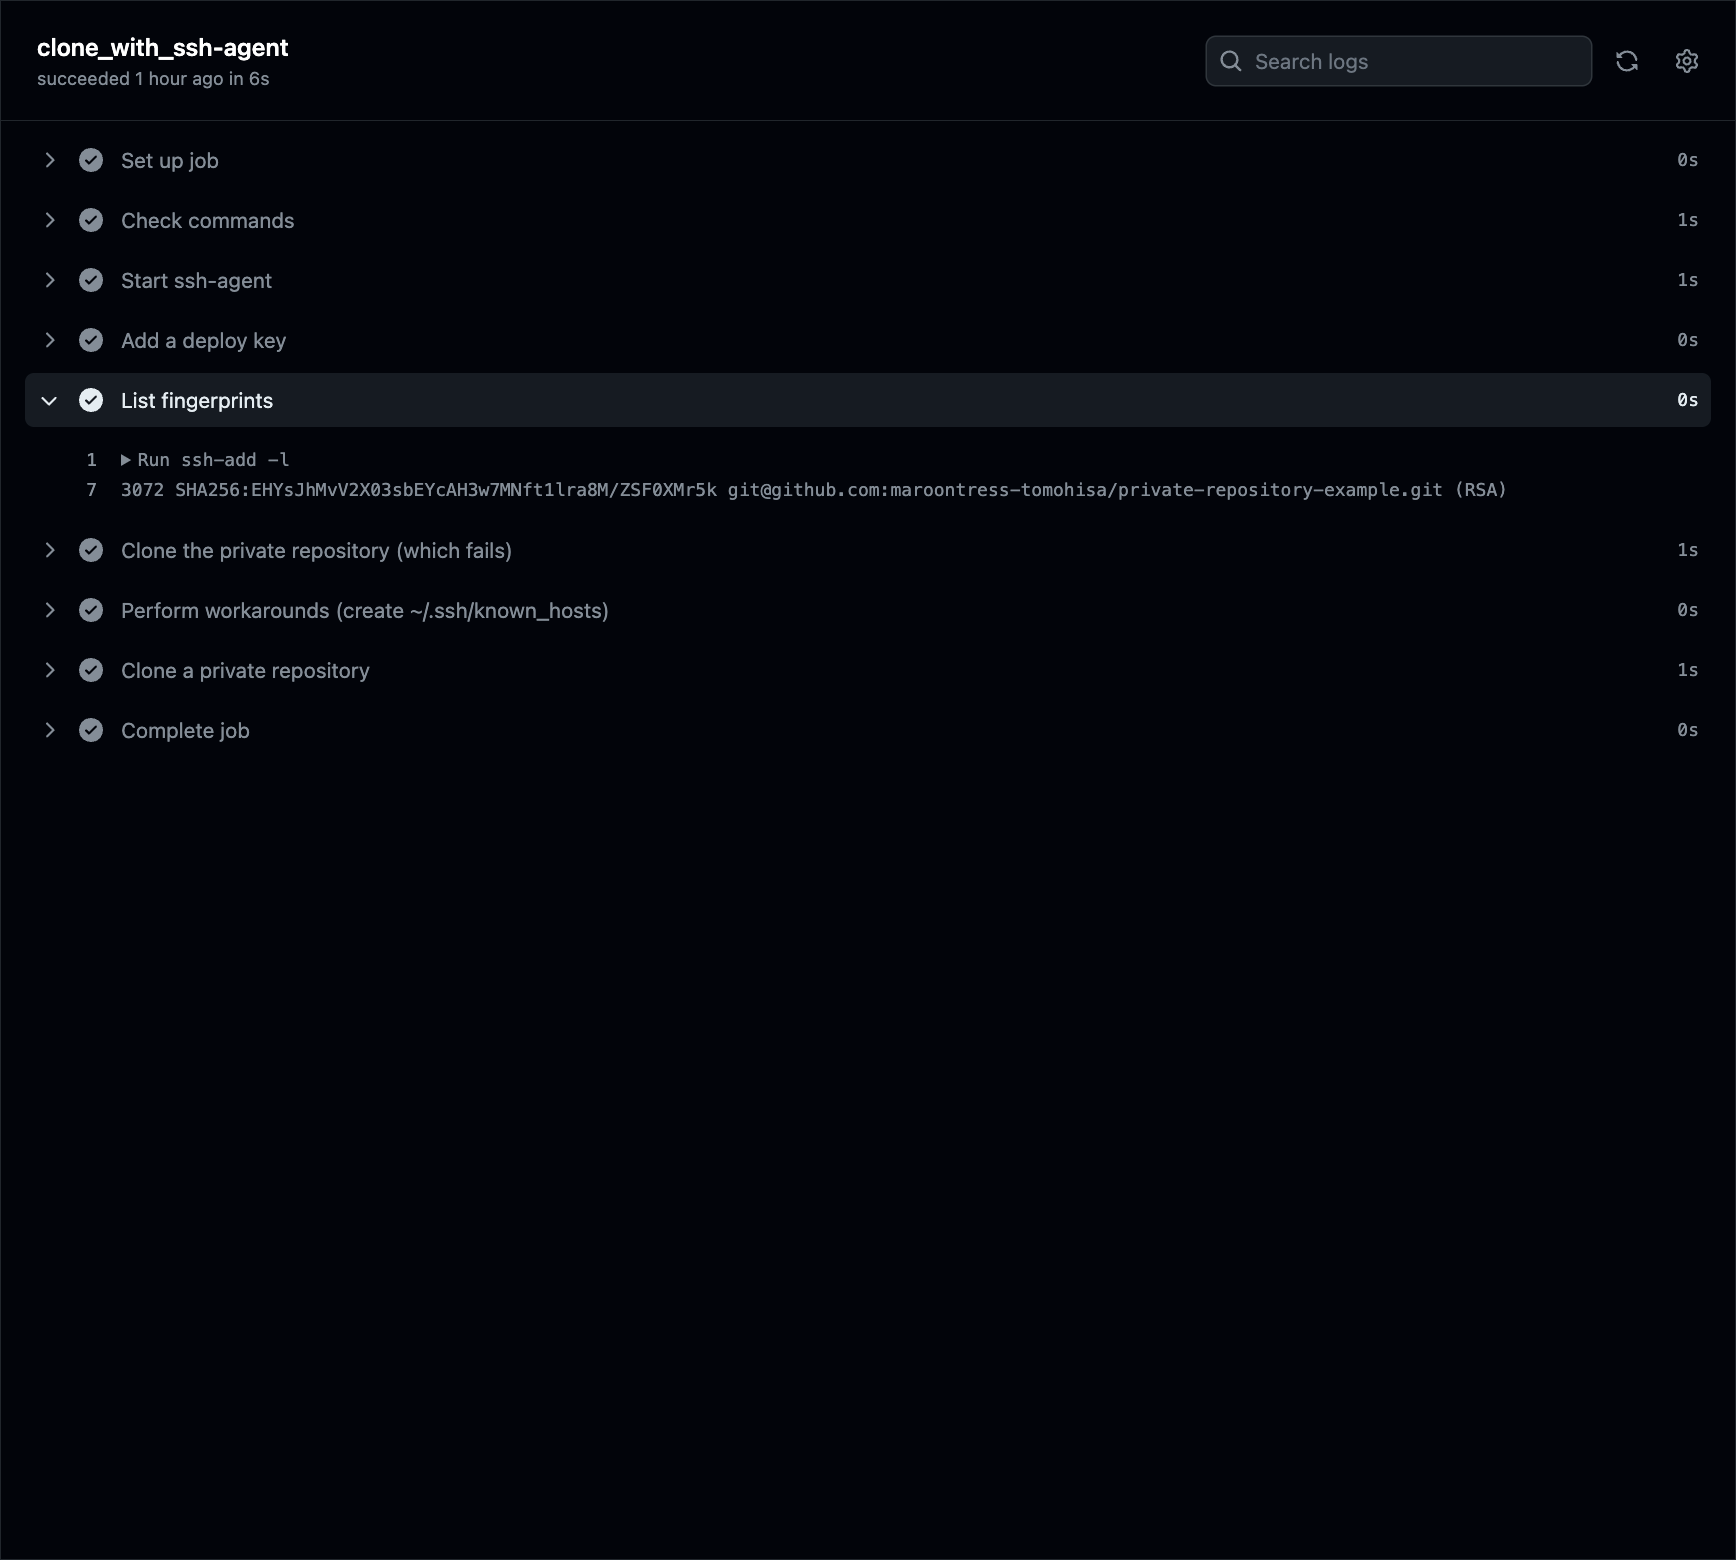 clone_with_ssh-agent
succeeded 1 hour ago in 6s
Search logs
Set up job 0s
Check commands 1s
Start ssh-agent 1s
Add a deploy key 0s
List fingerprints 0s
1 Run ssh-add -l
7 3072 SHA256:EHYsJhMvV2X03sbEYcAH3w7MNft1lra8M/ZSF0XMr5k git@github.com:maroontress-tomohisa/private-repository-example.git (RSA)
Clone the private repository (which fails) 1s
Perform workarounds (create ~/.ssh/known_hosts) 0s
Clone a private repository 1s
Complete job 0s